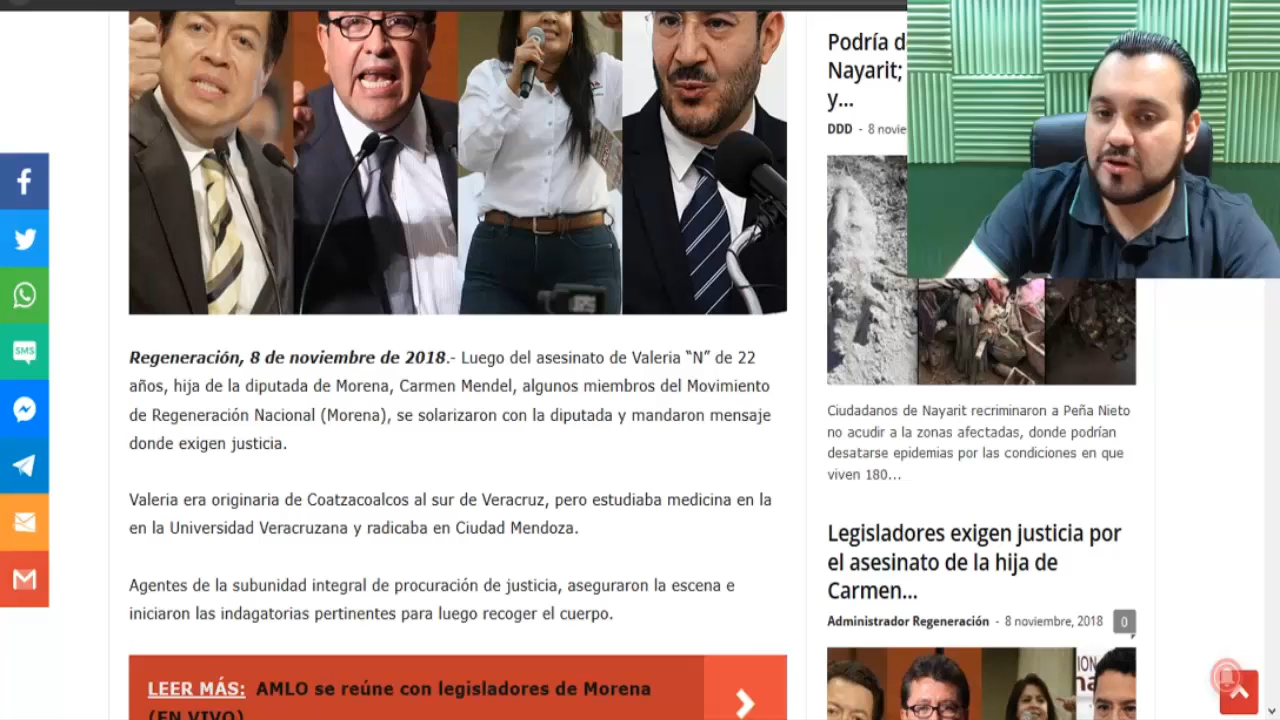 Podría d
Nayarit;
y...
DDD - 8 novie
SMS
Regeneración, 8 de noviembre de 2018.- Luego del asesinato de Valeria “N” de 22
años, hija de la diputada de Morena, Carmen Mendel, algunos miembros del Movimiento
de Regeneración Nacional (Morena), se solarizaron con la diputada y mandaron mensaje
donde exigen justicia.
Valeria era originaria de Coatzacoalcos al sur de Veracruz, pero estudiaba medicina en la
en la Universidad Veracruzana y radicaba en Ciudad Mendoza.
Agentes de la subunidad integral de procuración de justicia, aseguraron la escena e
iniciaron las indagatorias pertinentes para luego recoger el cuerpo.
LEER MÁS: AMLO se reúne con legisladores de Morena
(EN VIVO)
Ciudadanos de Nayarit recriminaron a Peña Nieto
no acudir a la zonas afectadas, donde podrían
desatarse epidemias por las condiciones en que
viven 180...
Legisladores exigen justicia por
el asesinato de la hija de
Carmen...
Administrador Regeneración - 8 noviembre, 2018 0
ION
na